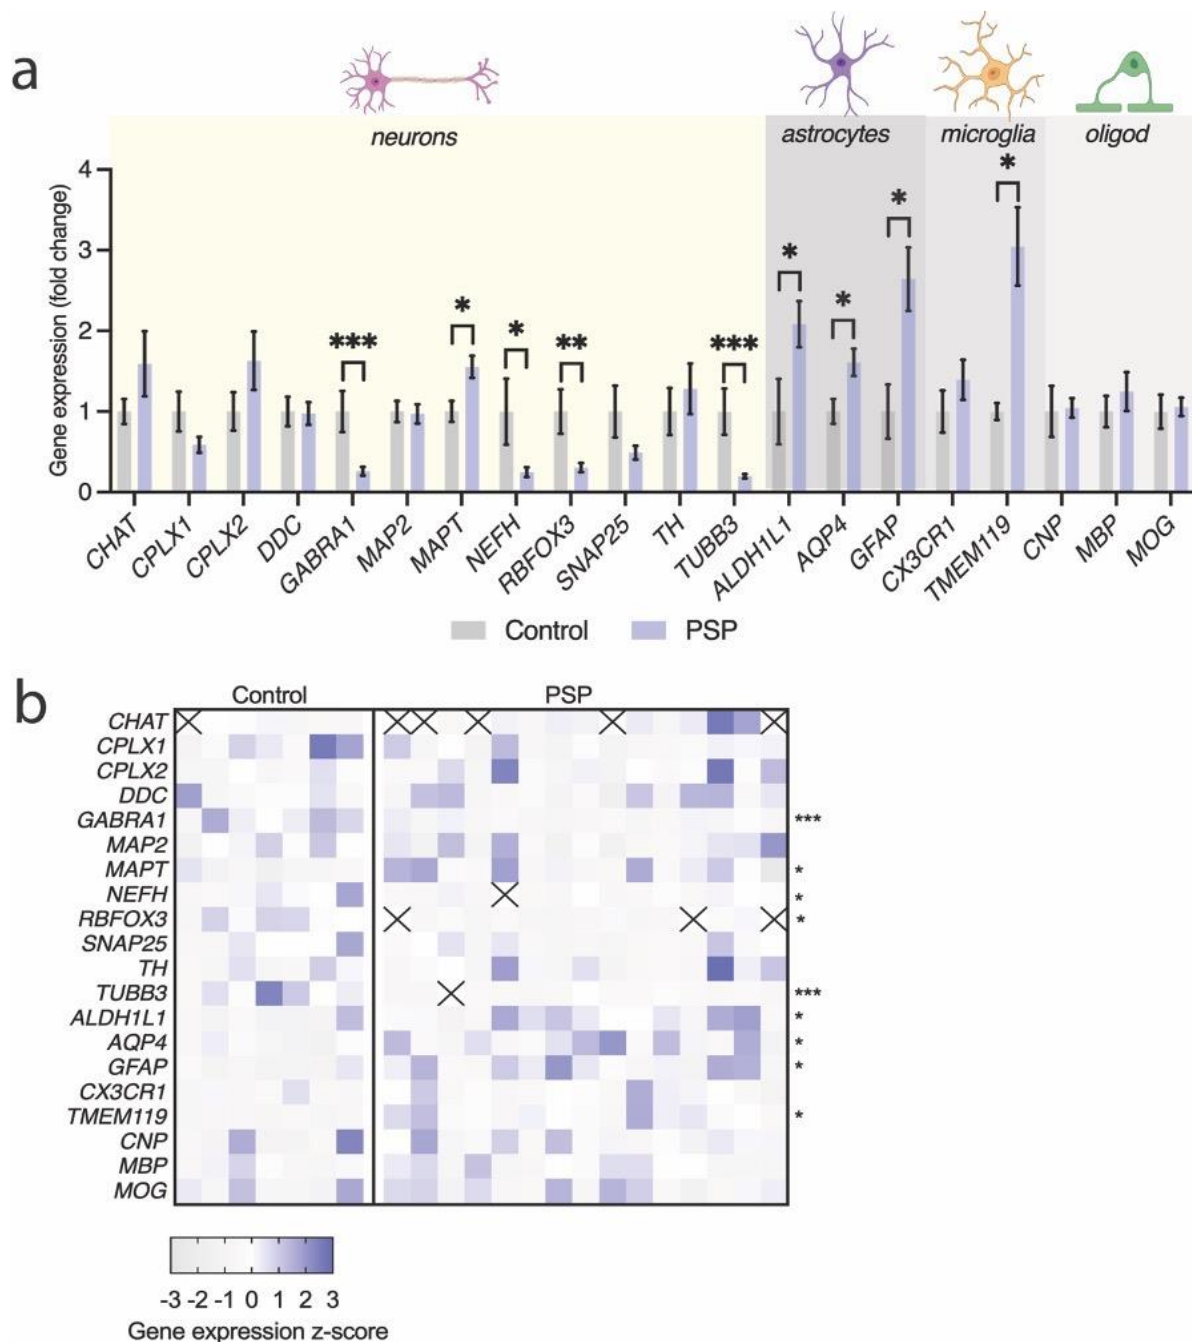 a
neurons
astrocytes
microglia
oligod
Gene expression (fold change)
4
3
2
1
0
***
*
*
**
***
*
*
*
*
CHAT
CPLX1
CPLX2
DDC
GABRA1
MAP2
MAPT
NEFH
RBFOX3
SNAP25
TH
TUBB3
ALDH1L1
AQP4
GFAP
CX3CR1
TMEM119
CNP
MBP
MOG
Control
PSP
b
Control
PSP
CHAT
CPLX1
CPLX2
DDC
GABRA1 ***
MAP2
MAPT *
NEFH *
RBFOX3 *
SNAP25
TH
TUBB3 ***
ALDH1L1 *
AQP4 *
GFAP *
CX3CR1
TMEM119 *
CNP
MBP
MOG
-3 -2 -1 0 1 2 3
Gene expression z-score